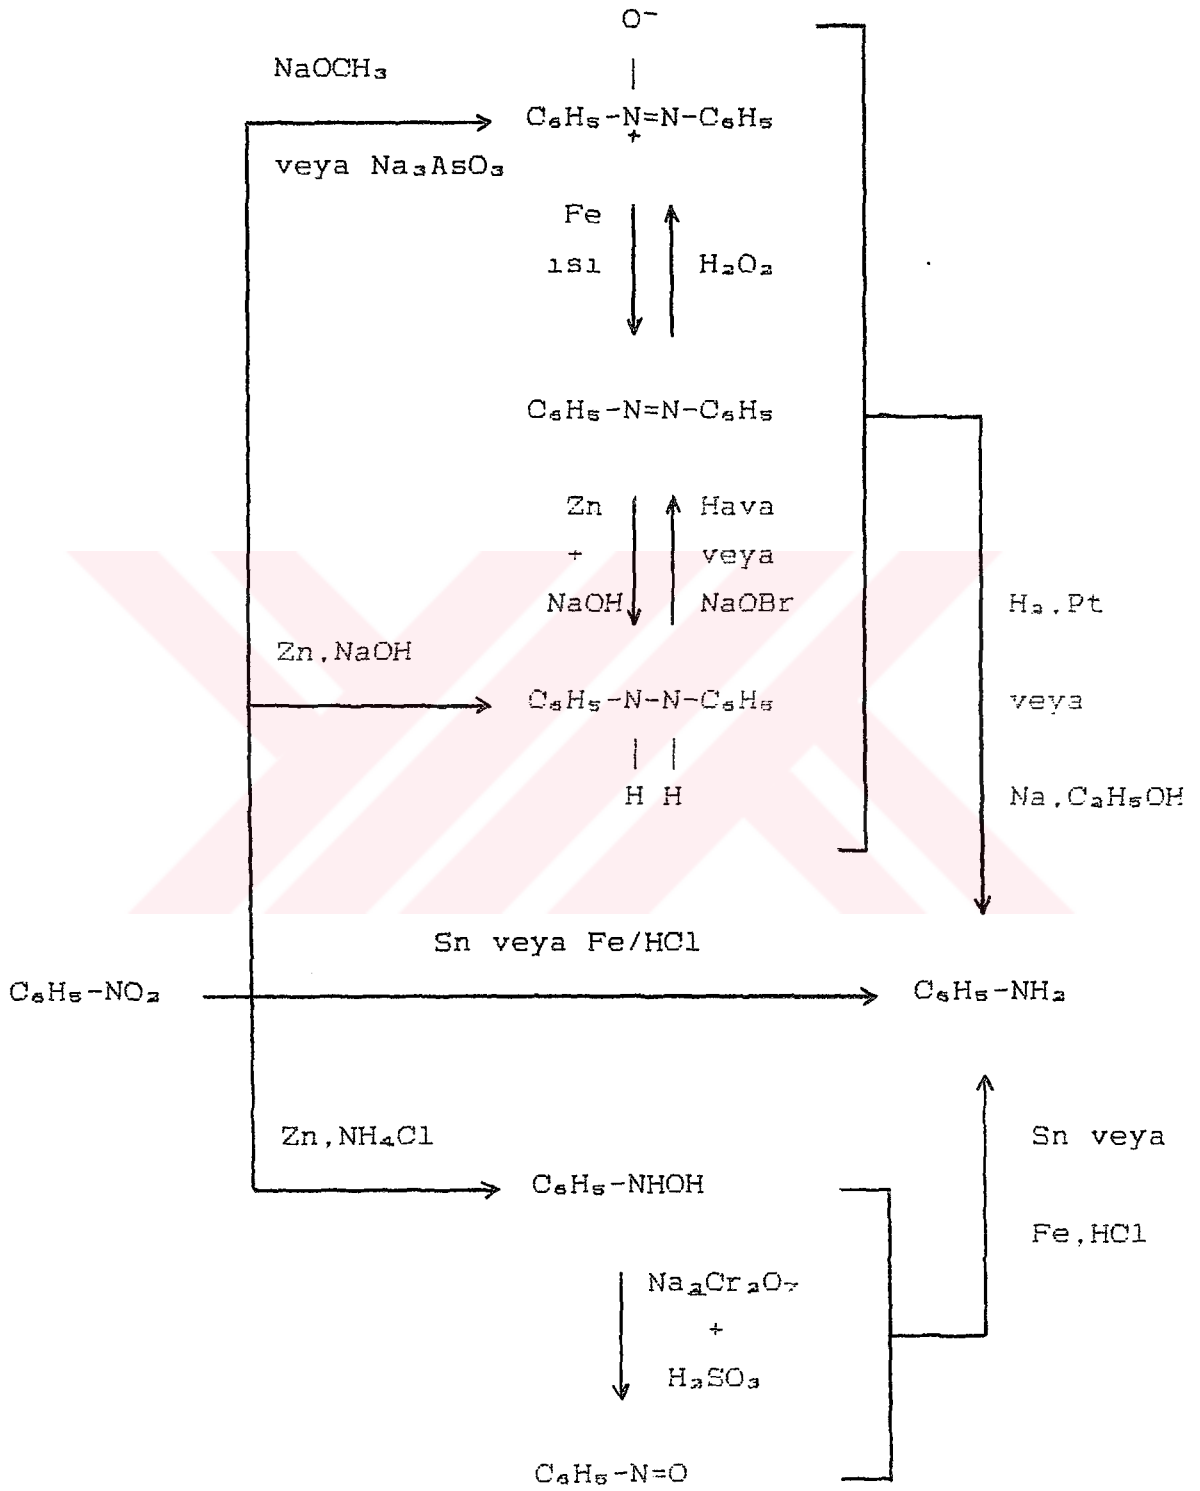 O⁻
NaOCH₃
C₆H₅-N=N-C₆H₅
+
veya Na₃AsO₃
Fe
ısı
H₂O₂
C₆H₅-N=N-C₆H₅
Zn
+
NaOH
Hava
veya
NaOBr
Zn,NaOH
C₆H₅-N-N-C₆H₅
H H
H₂,Pt
veya
Na,C₂H₅OH
Sn veya Fe/HCl
C₆H₅-NO₂
C₆H₅-NH₂
Zn,NH₄Cl
C₆H₅-NHOH
Sn veya
Fe,HCl
Na₂Cr₂O₇
+
H₂SO₃
C₆H₅-N=O